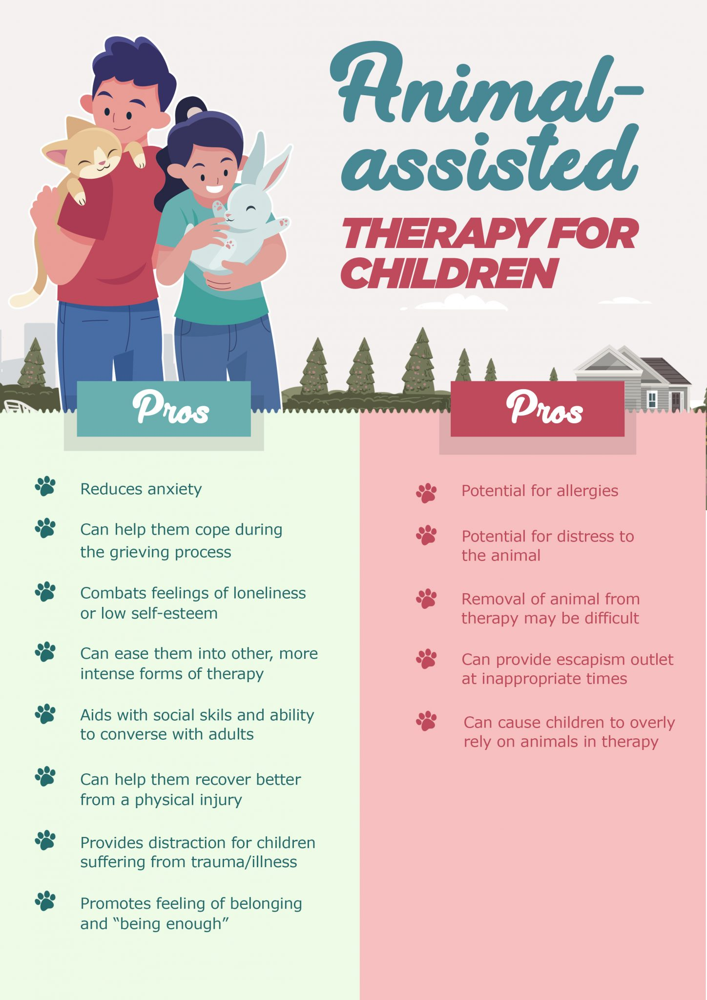 Animal-
assisted
THERAPY FOR
CHILDREN
Pros
Reduces anxiety
Can help them cope during
the grieving process
Combats feelings of loneliness
or low self-esteem
Can ease them into other, more
intense forms of therapy
Aids with social skils and ability
to converse with adults
Can help them recover better
from a physical injury
Provides distraction for children
suffering from trauma/illness
Promotes feeling of belonging
and “being enough”
Pros
Potential for allergies
Potential for distress to
the animal
Removal of animal from
therapy may be difficult
Can provide escapism outlet
at inappropriate times
Can cause children to overly
rely on animals in therapy